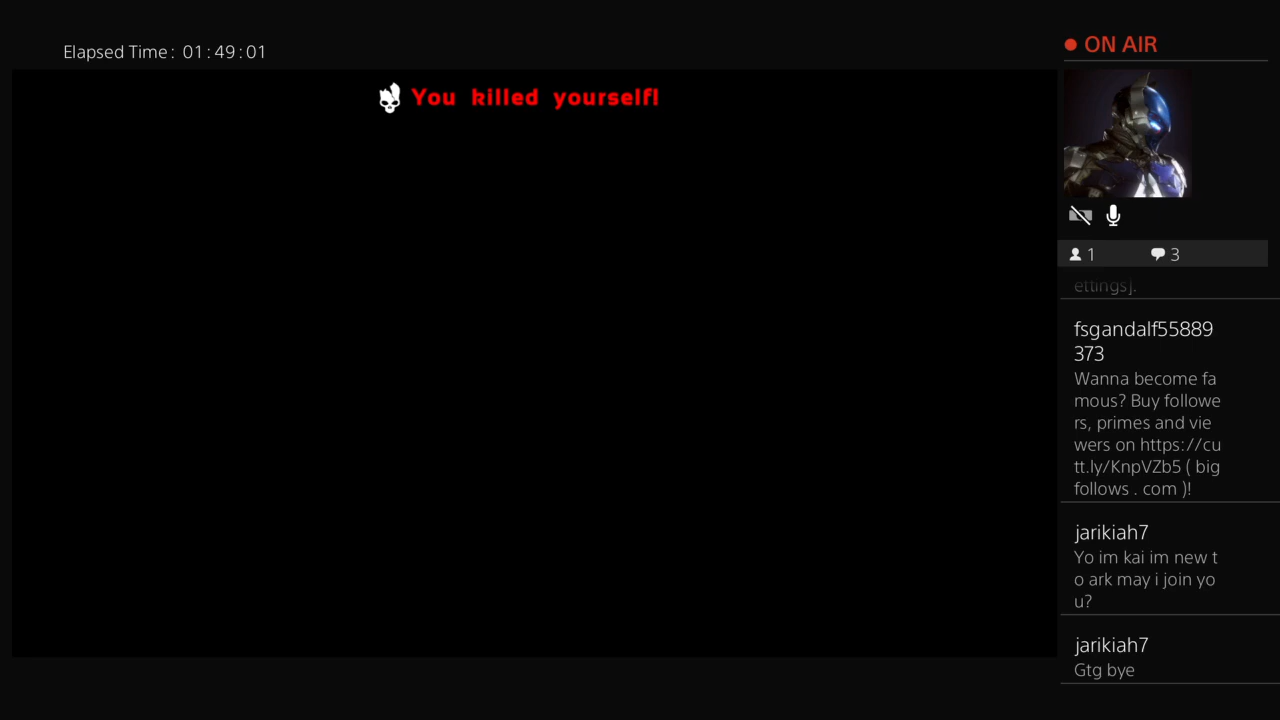 Elapsed Time: 01:49:01
ON AIR
You killed yourself!
1 3
ettings].
fsgandalf55889
373
Wanna become fa
mous? Buy followe
rs, primes and vie
wers on https://cu
tt.ly/KnpVZb5 ( big
follows . com )!
jarikiah7
Yo im kai im new t
o ark may i join yo
u?
jarikiah7
Gtg bye